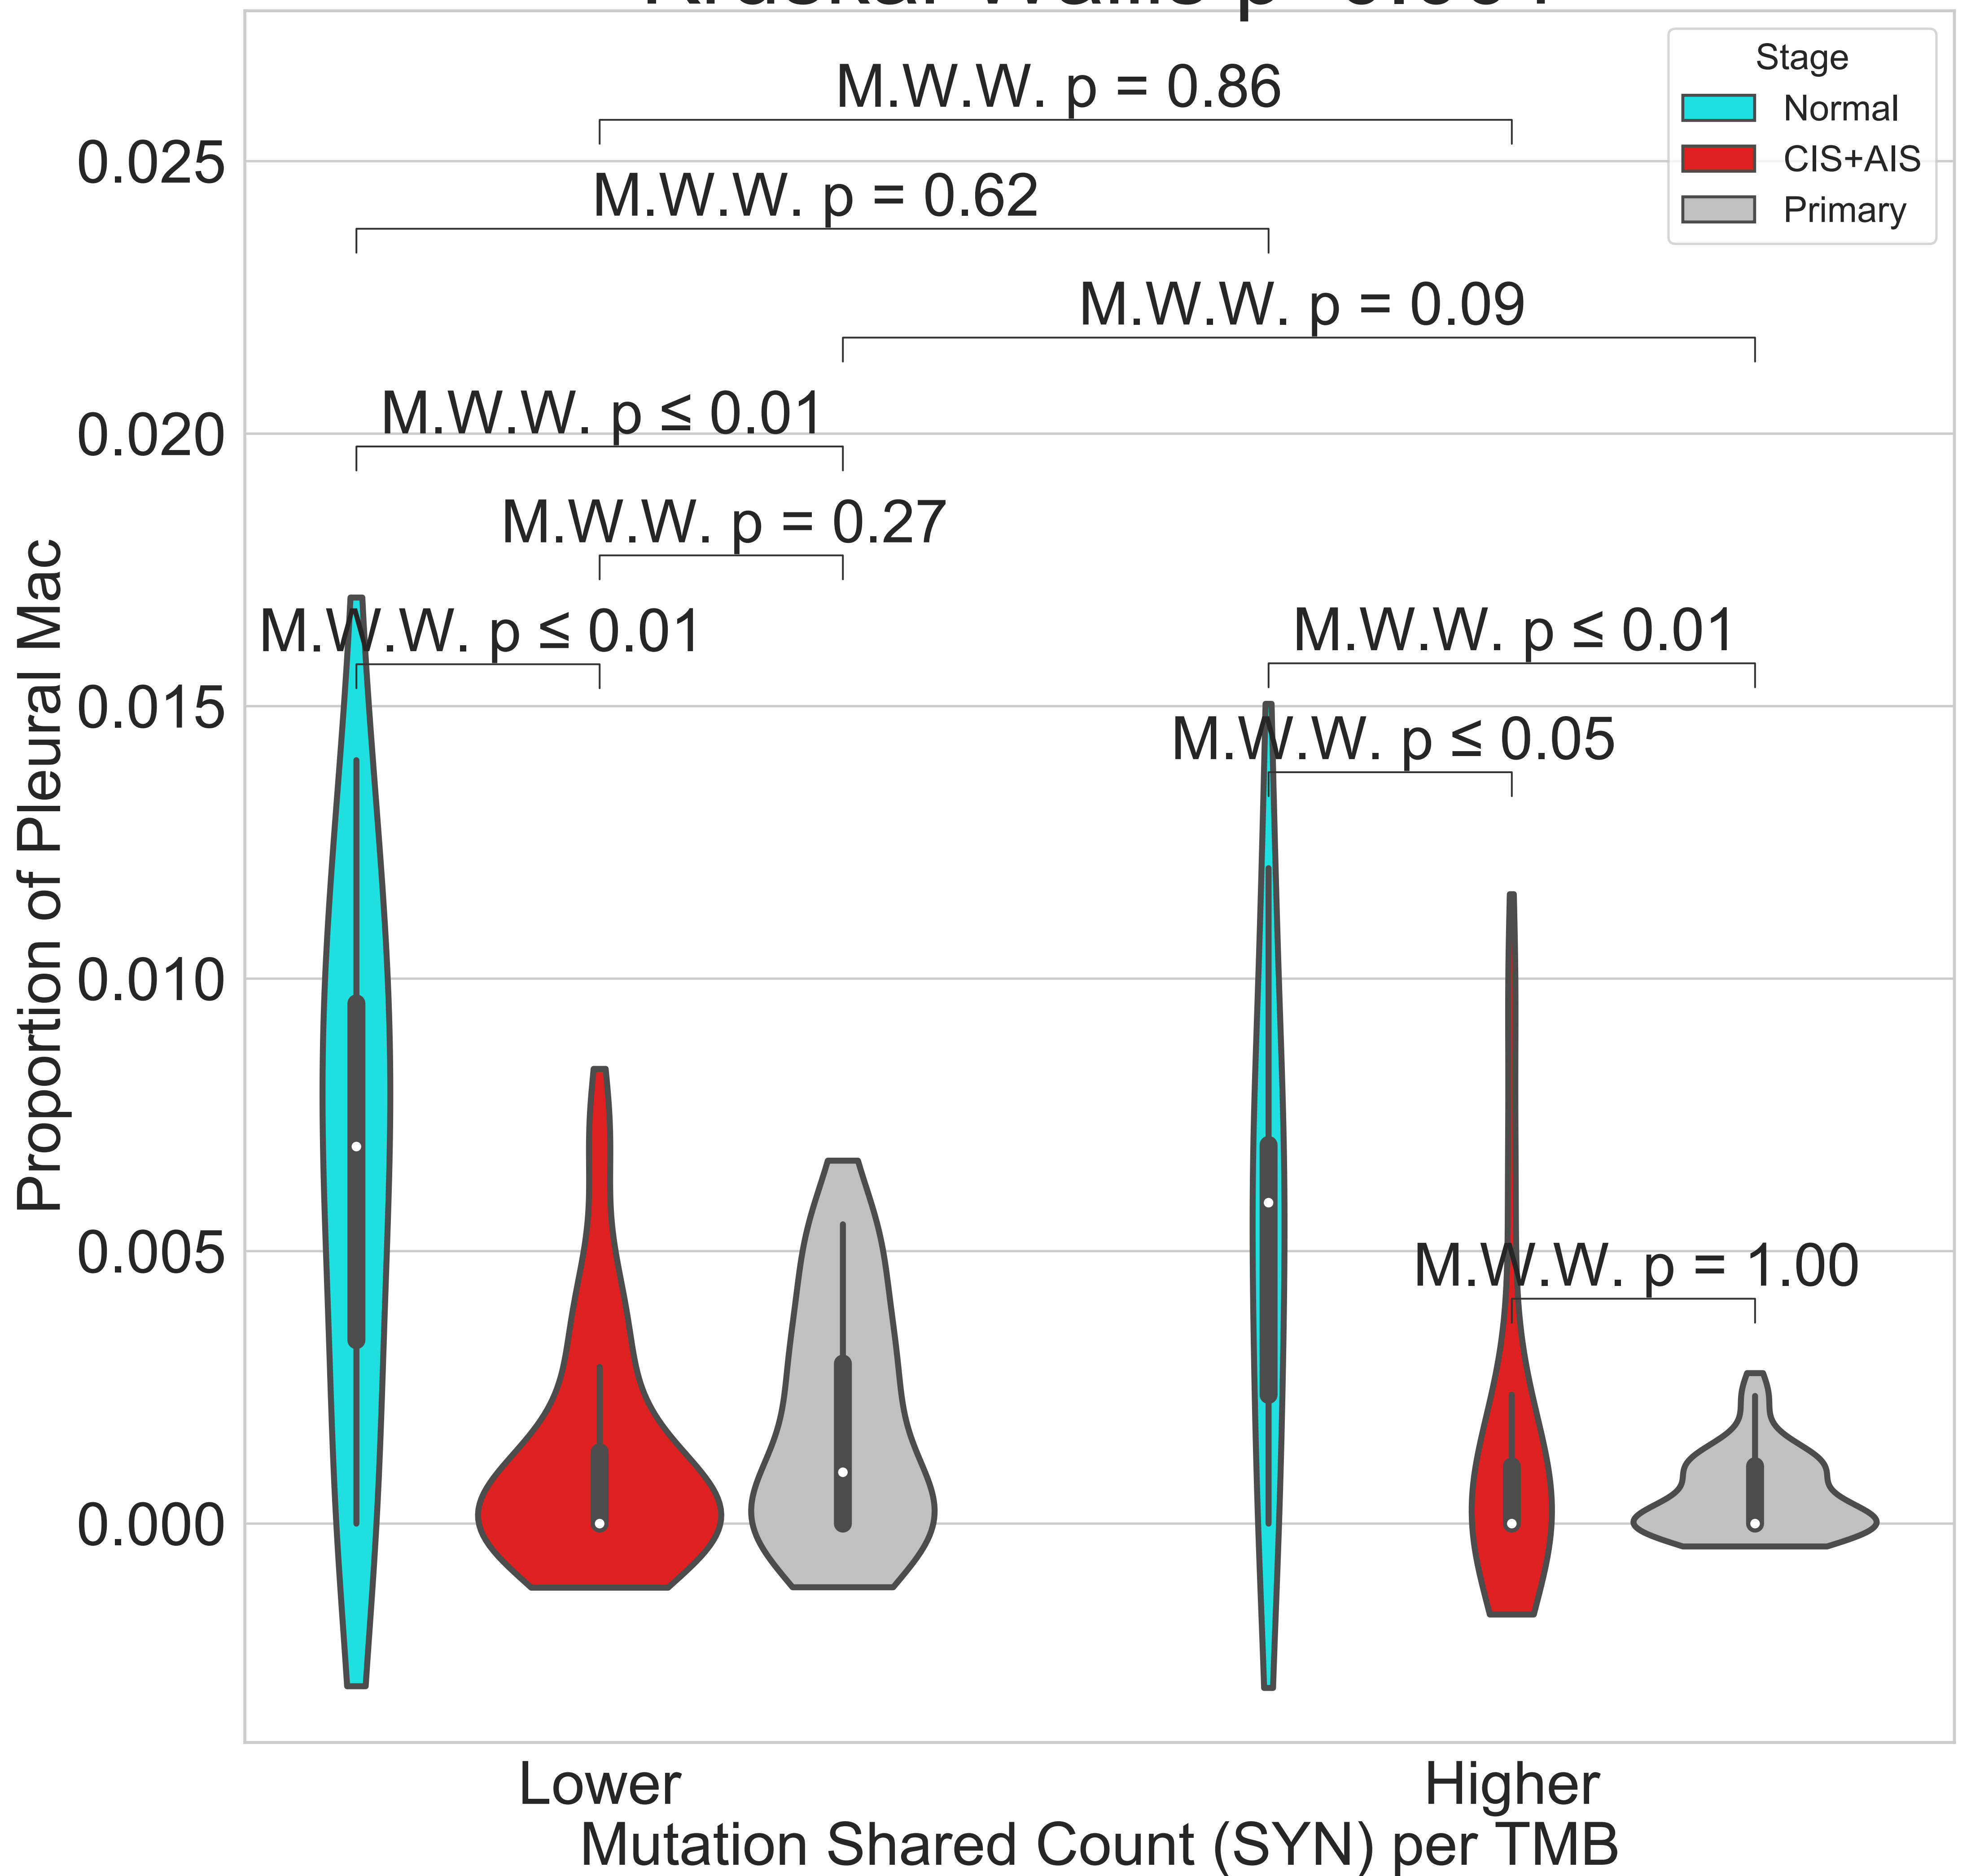 Stage
Normal
CIS+AIS
Primary
M.W.W. p = 0.86
M.W.W. p = 0.62
M.W.W. p = 0.09
M.W.W. p ≤ 0.01
M.W.W. p = 0.27
M.W.W. p ≤ 0.01
M.W.W. p ≤ 0.01
M.W.W. p ≤ 0.05
M.W.W. p = 1.00
0.025
0.020
0.015
0.010
0.005
0.000
Proportion of Pleural Mac
Lower
Higher
Mutation Shared Count (SYN) per TMB